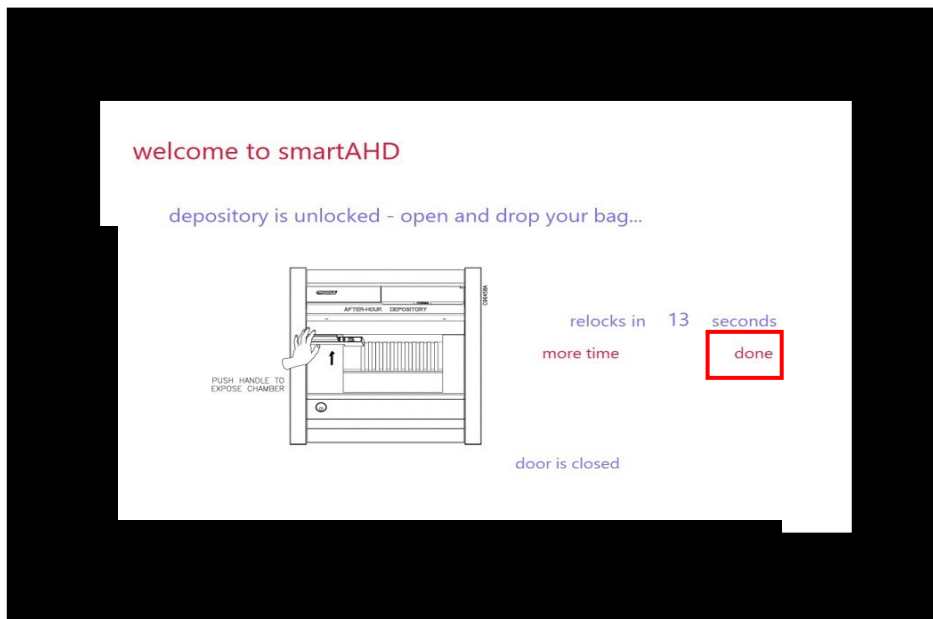 welcome to smartAHD
depository is unlocked - open and drop your bag...
AFTER-HOUR DEPOSITORY
PUSH HANDLE TO
EXPOSE CHAMBER
relocks in 13 seconds
more time done
door is closed